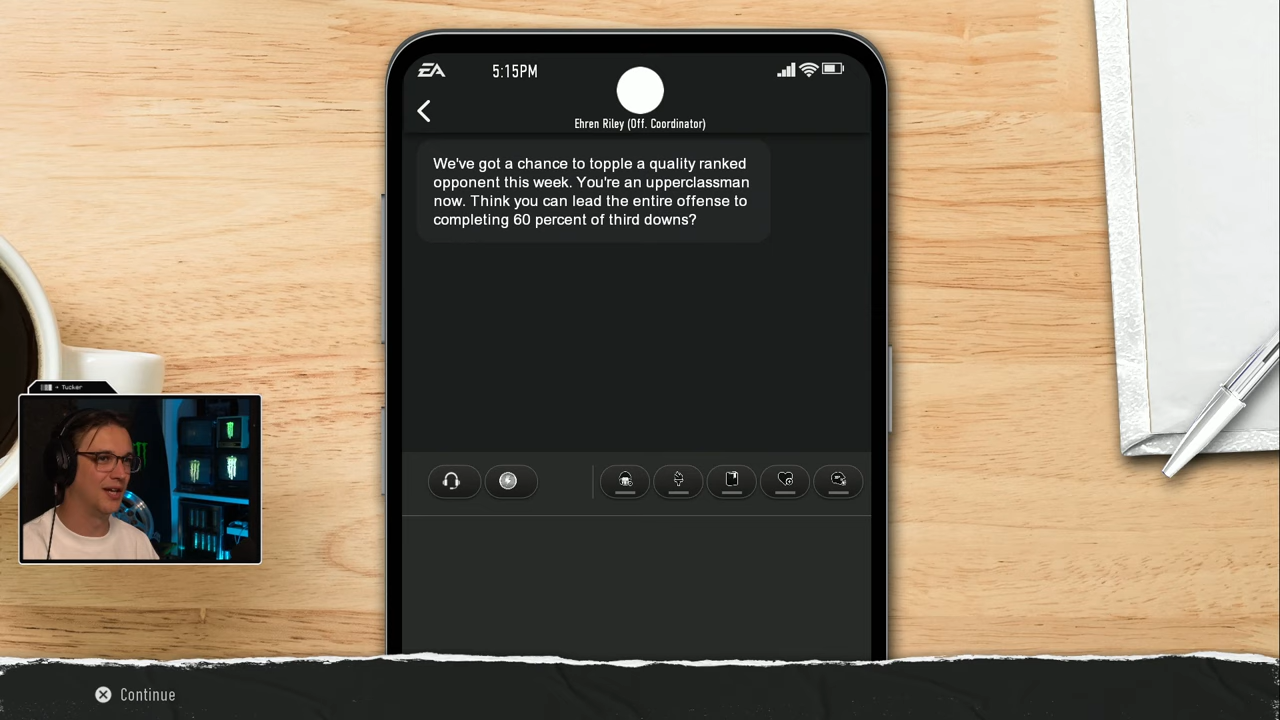 EA
5:15PM
Ehren Riley (Off. Coordinator)
We've got a chance to topple a quality ranked
opponent this week. You're an upperclassman
now. Think you can lead the entire offense to
completing 60 percent of third downs?
+ Tucker
Continue